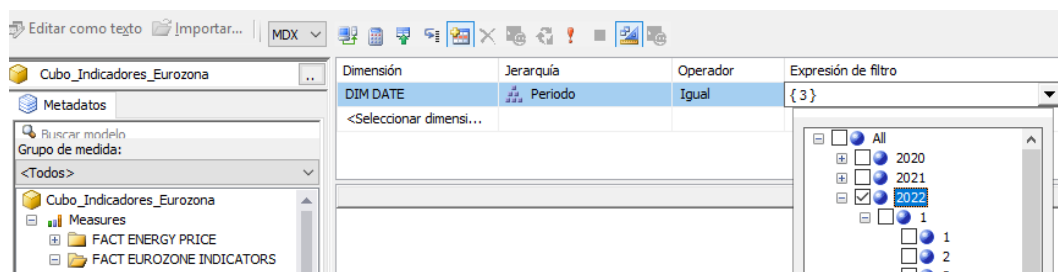 Editar como texto Importar... MDX
Cubo_Indicadores_Eurozona ..
Metadatos
Buscar modelo
Grupo de medida:
<Todos>
Cubo_Indicadores_Eurozona
Measures
FACT ENERGY PRICE
FACT EUROZONE INDICATORS
Dimensión Jerarquía Operador Expresión de filtro
DIM DATE Periodo Igual { 3 }
<Seleccionar dimensi...
All
2020
2021
2022
1
1
2